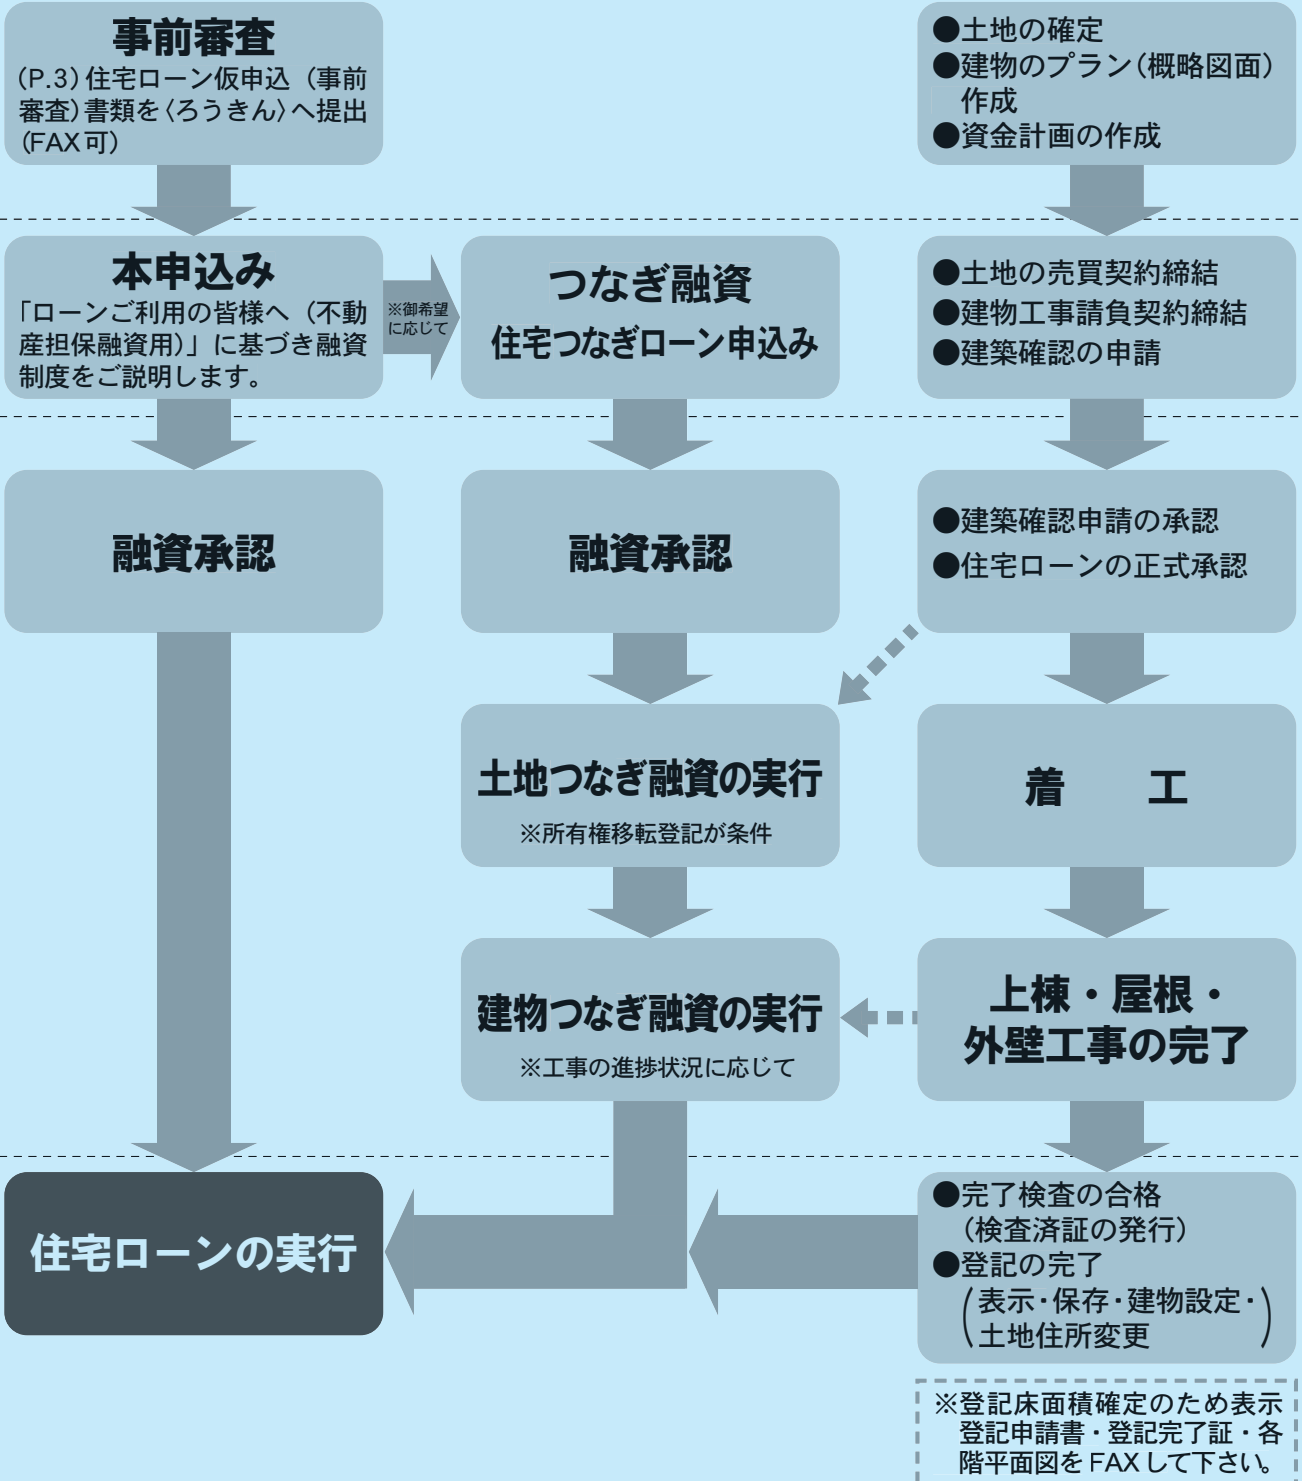 事前審査
(P.3)住宅ローン仮申込(事前
審査)書類を〈ろうきん〉へ提出
(FAX可)
●土地の確定
●建物のプラン(概略図面)
作成
●資金計画の作成
本申込み
「ローンご利用の皆様へ(不動
産担保融資用)」に基づき融資
制度をご説明します。
※御希望
に応じて
つなぎ融資
住宅つなぎローン申込み
●土地の売買契約締結
●建物工事請負契約締結
●建築確認の申請
融資承認
融資承認
●建築確認申請の承認
●住宅ローンの正式承認
土地つなぎ融資の実行
※所有権移転登記が条件
着 工
建物つなぎ融資の実行
※工事の進捗状況に応じて
上棟・屋根・
外壁工事の完了
住宅ローンの実行
●完了検査の合格
(検査済証の発行)
●登記の完了
(表示・保存・建物設定・
土地住所変更)
※登記床面積確定のため表示
登記申請書・登記完了証・各
階平面図をFAXして下さい。